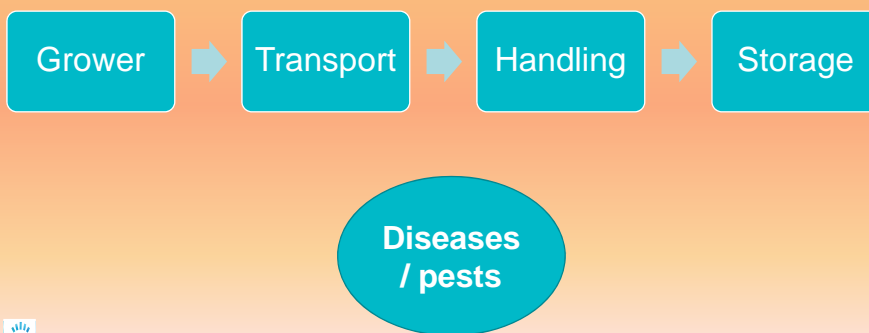 Grower
Transport
Handling
Storage
Diseases
/ pests